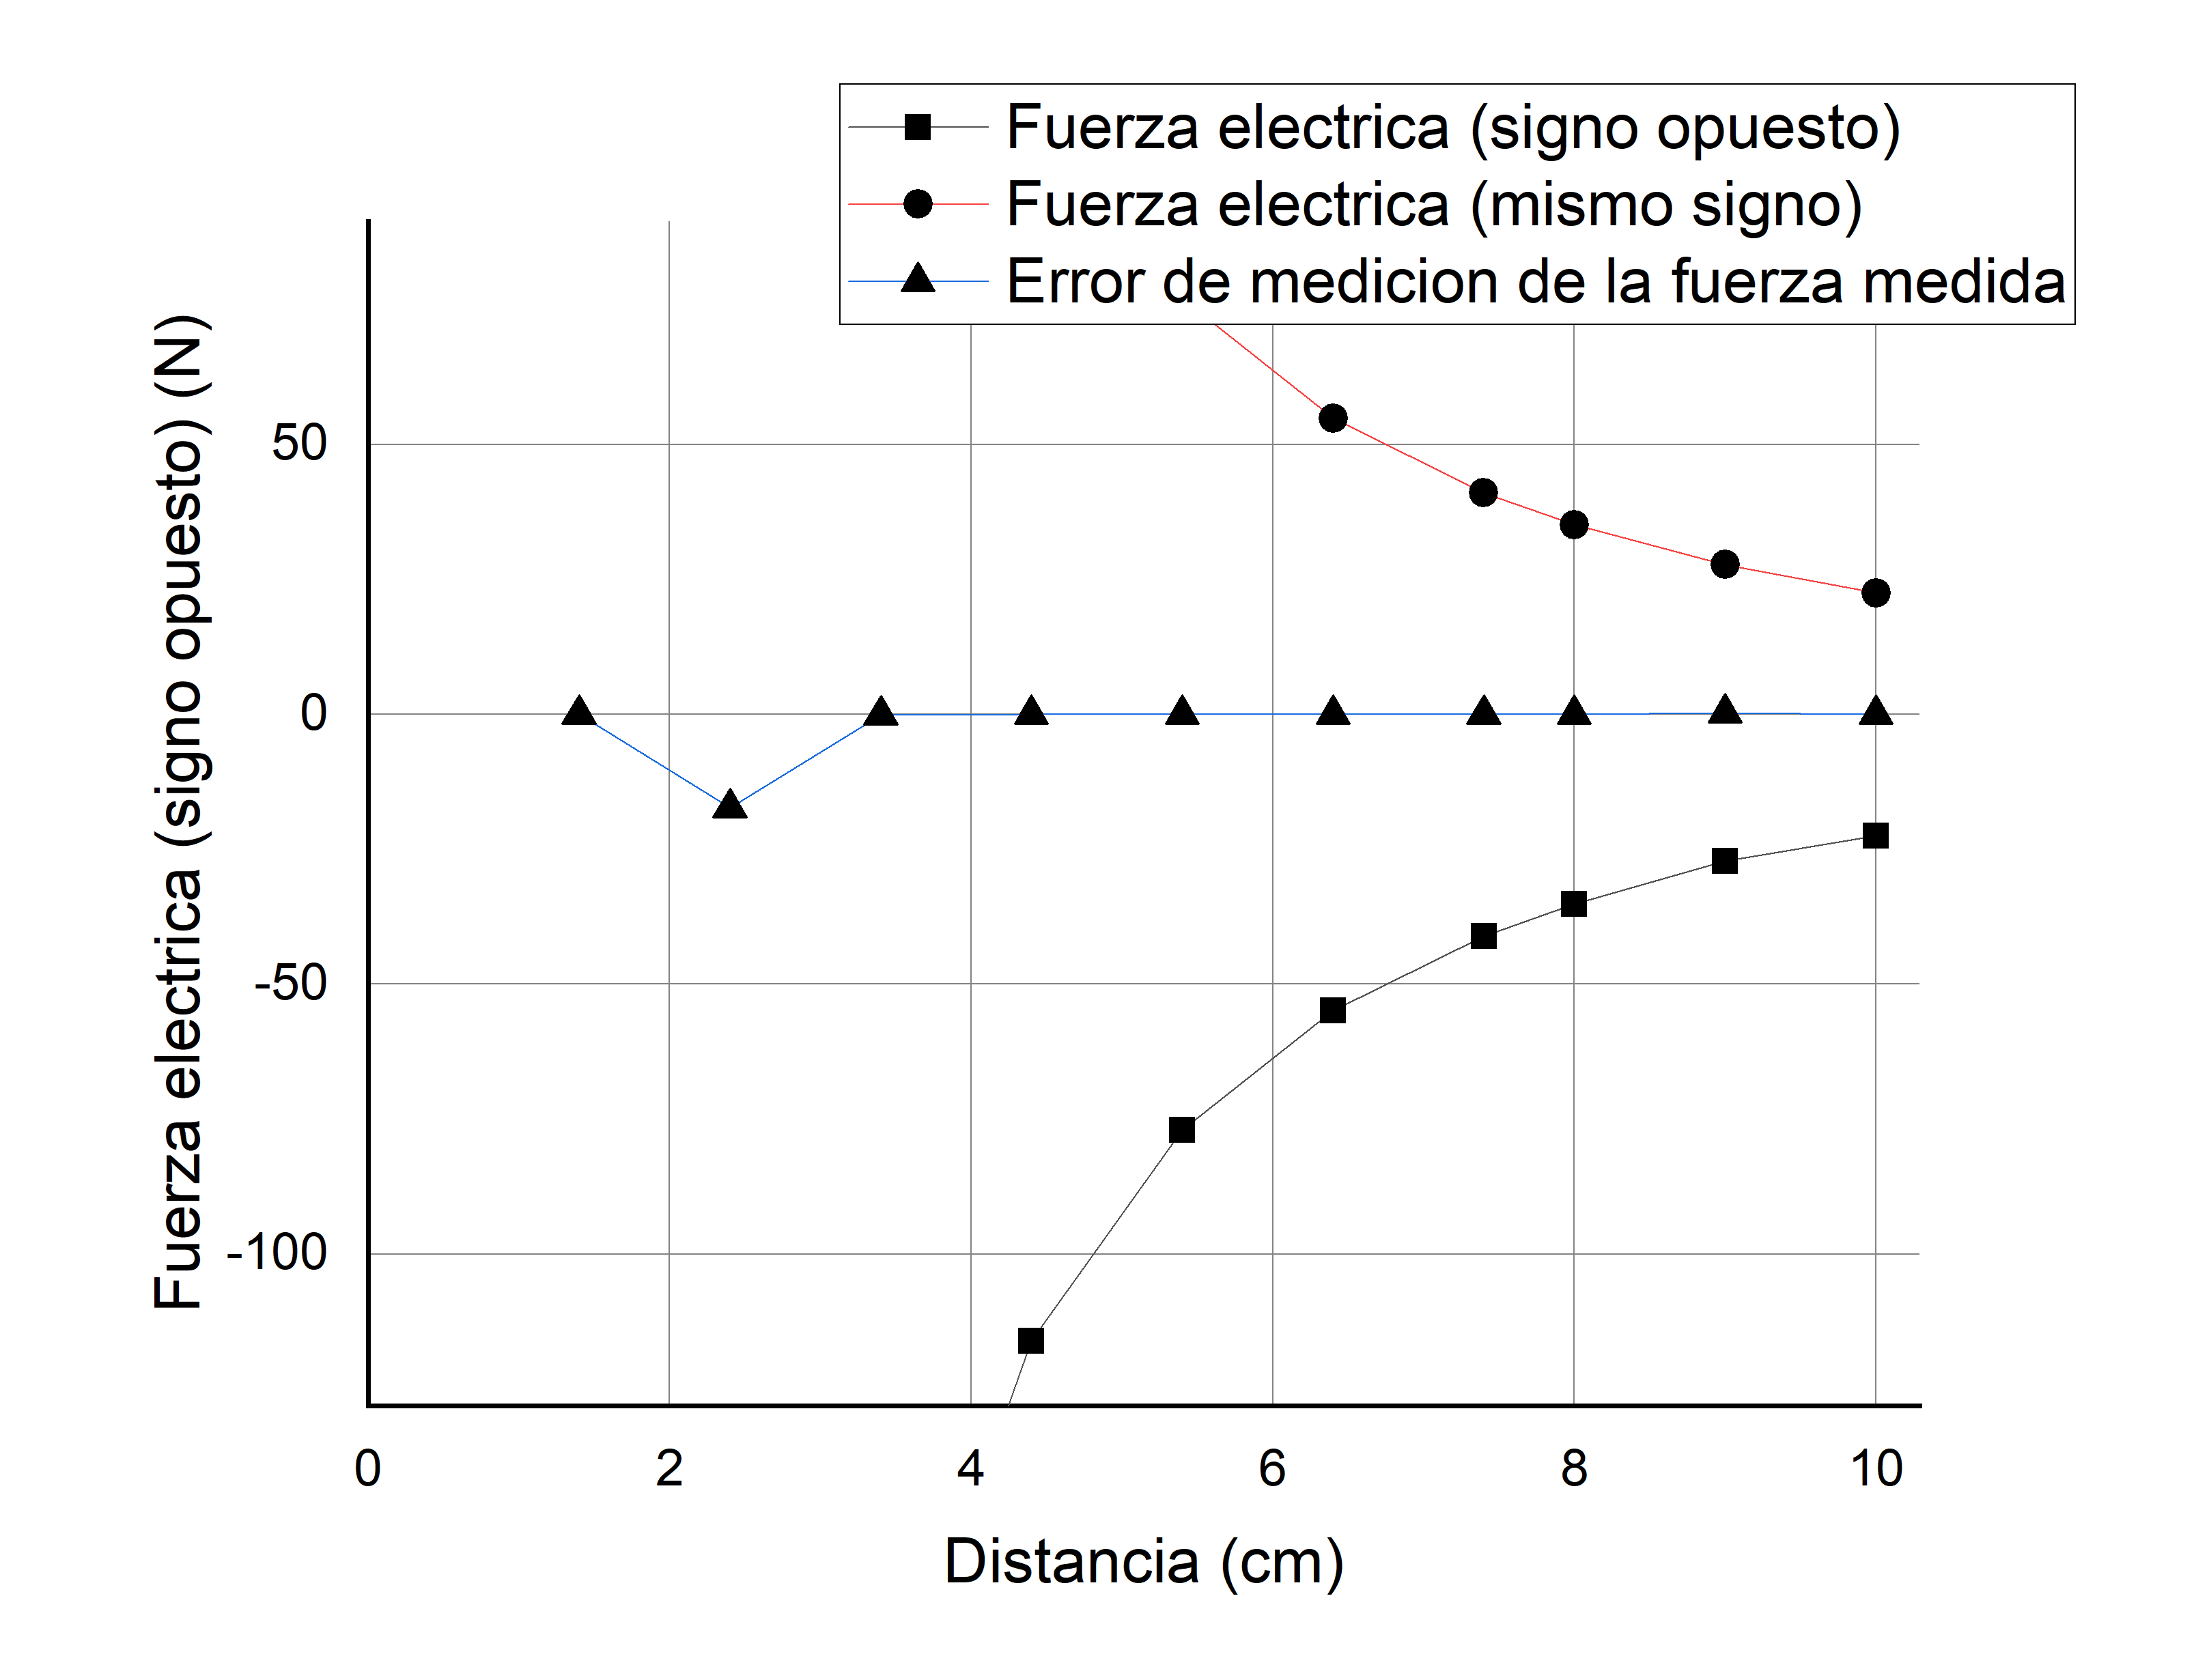 Fuerza electrica (signo opuesto)
Fuerza electrica (mismo signo)
Error de medicion de la fuerza medida
Fuerza electrica (signo opuesto) (N)
50
0
-50
-100
0 2 4 6 8 10
Distancia (cm)